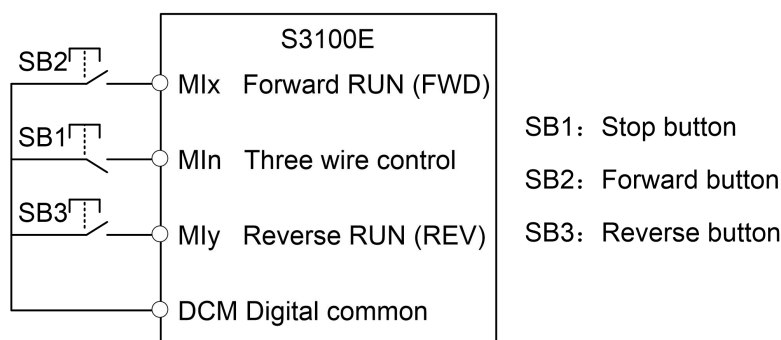 S3100E
SB2 MIx Forward RUN (FWD)
SB1 MIn Three wire control
SB3 MIy Reverse RUN (REV)
DCM Digital common
SB1：Stop button
SB2：Forward button
SB3：Reverse button